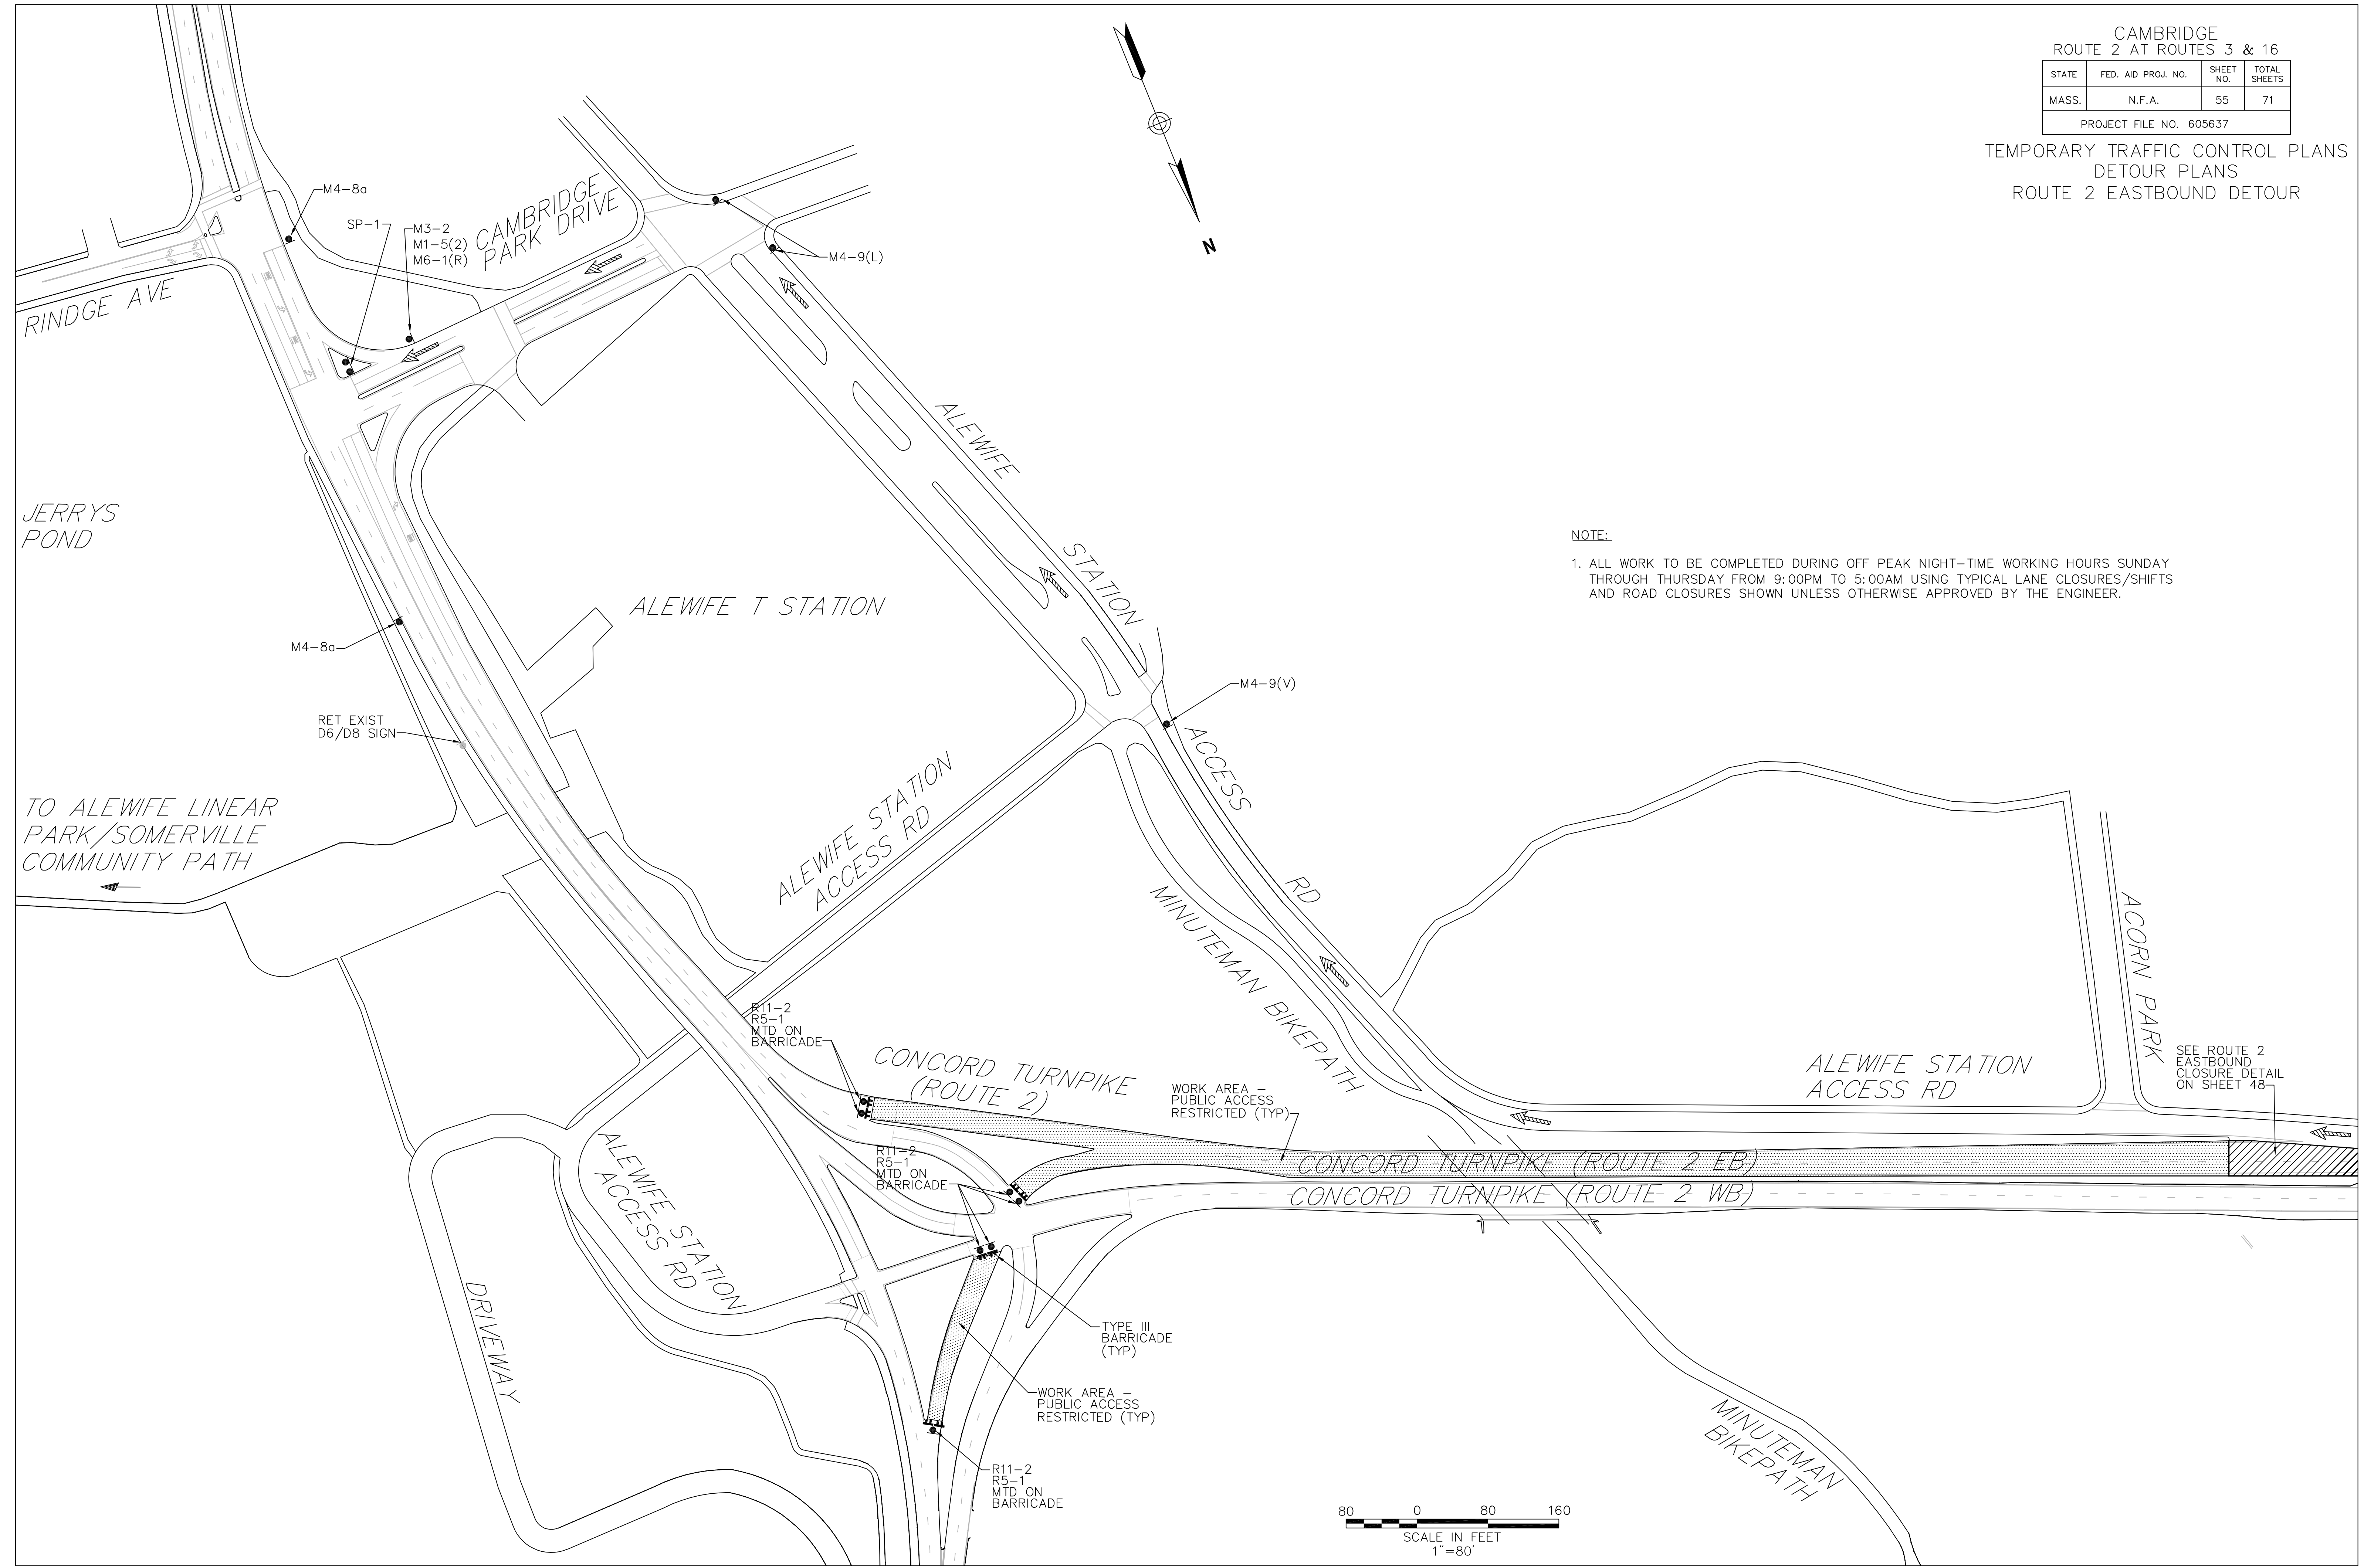 CAMBRIDGE
ROUTE 2 AT ROUTES 3 & 16
STATE FED. AID PROJ. NO. SHEET NO. TOTAL SHEETS
MASS. N.F.A. 55 71
PROJECT FILE NO. 605637
TEMPORARY TRAFFIC CONTROL PLANS
DETOUR PLANS
ROUTE 2 EASTBOUND DETOUR
N
M4-8a
SP-1
M3-2
M1-5(2)
M6-1(R)
CAMBRIDGE
PARK DRIVE
M4-9(L)
RINDGE AVE
ALEWIFE
STATION
ACCESS
RD
JERRYS
POND
NOTE:
1. ALL WORK TO BE COMPLETED DURING OFF PEAK NIGHT-TIME WORKING HOURS SUNDAY
THROUGH THURSDAY FROM 9:00PM TO 5:00AM USING TYPICAL LANE CLOSURES/SHIFTS
AND ROAD CLOSURES SHOWN UNLESS OTHERWISE APPROVED BY THE ENGINEER.
ALEWIFE T STATION
M4-8a
M4-9(V)
RET EXIST
D6/D8 SIGN
TO ALEWIFE LINEAR
PARK/SOMERVILLE
COMMUNITY PATH
ALEWIFE STATION
ACCESS RD
MINUTEMAN BIKEPATH
ACORN PARK
R11-2
R5-1
MTD ON
BARRICADE
CONCORD TURNPIKE
(ROUTE 2)
WORK AREA -
PUBLIC ACCESS
RESTRICTED (TYP)
ALEWIFE STATION
ACCESS RD
SEE ROUTE 2
EASTBOUND
CLOSURE DETAIL
ON SHEET 48
R11-2
R5-1
MTD ON
BARRICADE
CONCORD TURNPIKE (ROUTE 2 EB)
CONCORD TURNPIKE (ROUTE 2 WB)
ALEWIFE STATION
ACCESS RD
DRIVEWAY
TYPE III
BARRICADE
(TYP)
WORK AREA -
PUBLIC ACCESS
RESTRICTED (TYP)
R11-2
R5-1
MTD ON
BARRICADE
MINUTEMAN
BIKEPATH
80 0 80 160
SCALE IN FEET
1"=80'